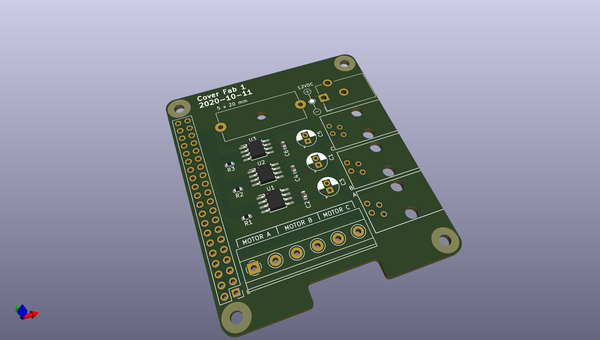 Cover Fab 1
2020-10-11
5 x 20 mm
12VDC
U3
R3
U2
R2
U1
R1
MOTOR A MOTOR B MOTOR C